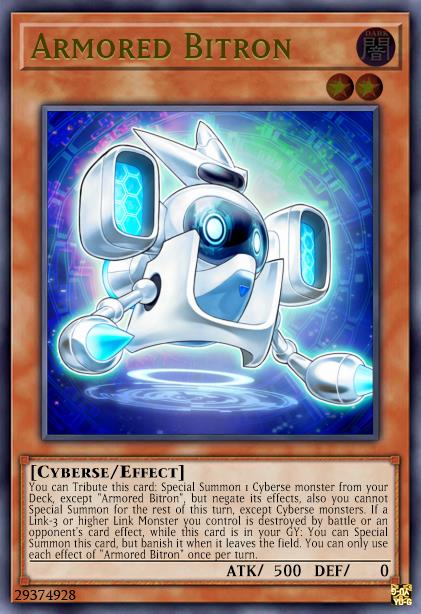 Armored Bitron
DARK
闇
[Cyberse/Effect]
You can Tribute this card: Special Summon 1 Cyberse monster from your
Deck, except "Armored Bitron", but negate its effects, also you cannot
Special Summon for the rest of this turn, except Cyberse monsters. If a
Link-3 or higher Link Monster you control is destroyed by battle or an
opponent's card effect, while this card is in your GY: You can Special
Summon this card, but banish it when it leaves the field. You can only use
each effect of "Armored Bitron" once per turn.
ATK/ 500 DEF/ 0
29374928